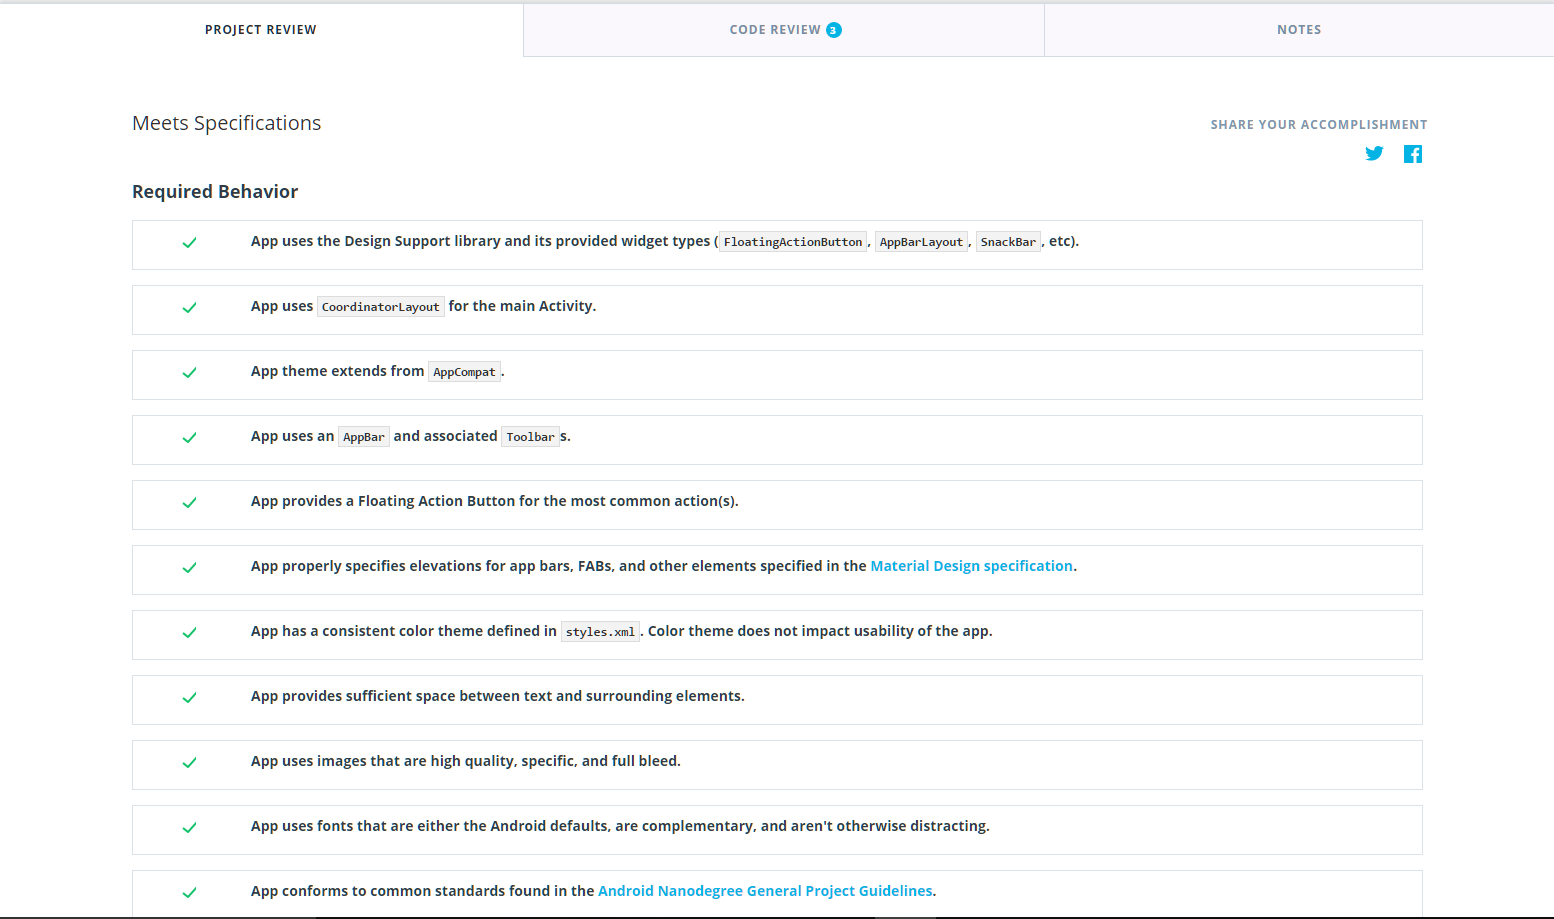 PROJECT REVIEW
CODE REVIEW 3
NOTES
Meets Specifications
SHARE YOUR ACCOMPLISHMENT
Required Behavior
App uses the Design Support library and its provided widget types (FloatingActionButton, AppBarLayout, SnackBar, etc).
App uses CoordinatorLayout for the main Activity.
App theme extends from AppCompat.
App uses an AppBar and associated Toolbars.
App provides a Floating Action Button for the most common action(s).
App properly specifies elevations for app bars, FABs, and other elements specified in the Material Design specification.
App has a consistent color theme defined in styles.xml. Color theme does not impact usability of the app.
App provides sufficient space between text and surrounding elements.
App uses images that are high quality, specific, and full bleed.
App uses fonts that are either the Android defaults, are complementary, and aren't otherwise distracting.
App conforms to common standards found in the Android Nanodegree General Project Guidelines.